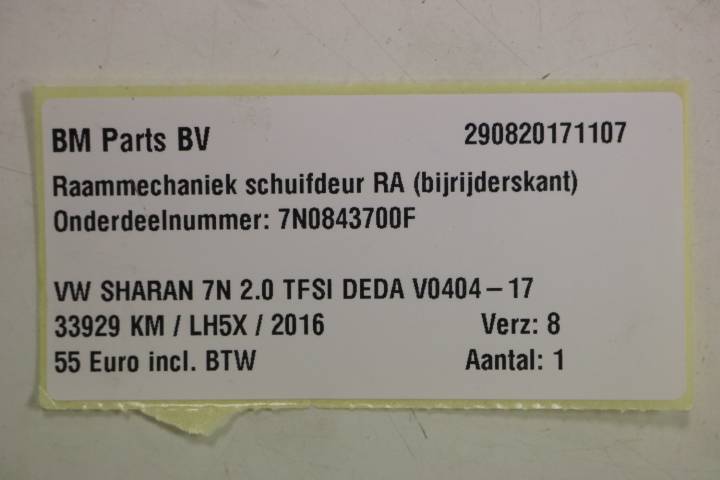 BM Parts BV 290820171107
Raammechaniek schuifdeur RA (bijrijderskant)
Onderdeelnummer: 7N0843700F
VW SHARAN 7N 2.0 TFSI DEDA V0404-17
33929 KM / LH5X / 2016 Verz: 8
55 Euro incl. BTW Aantal: 1